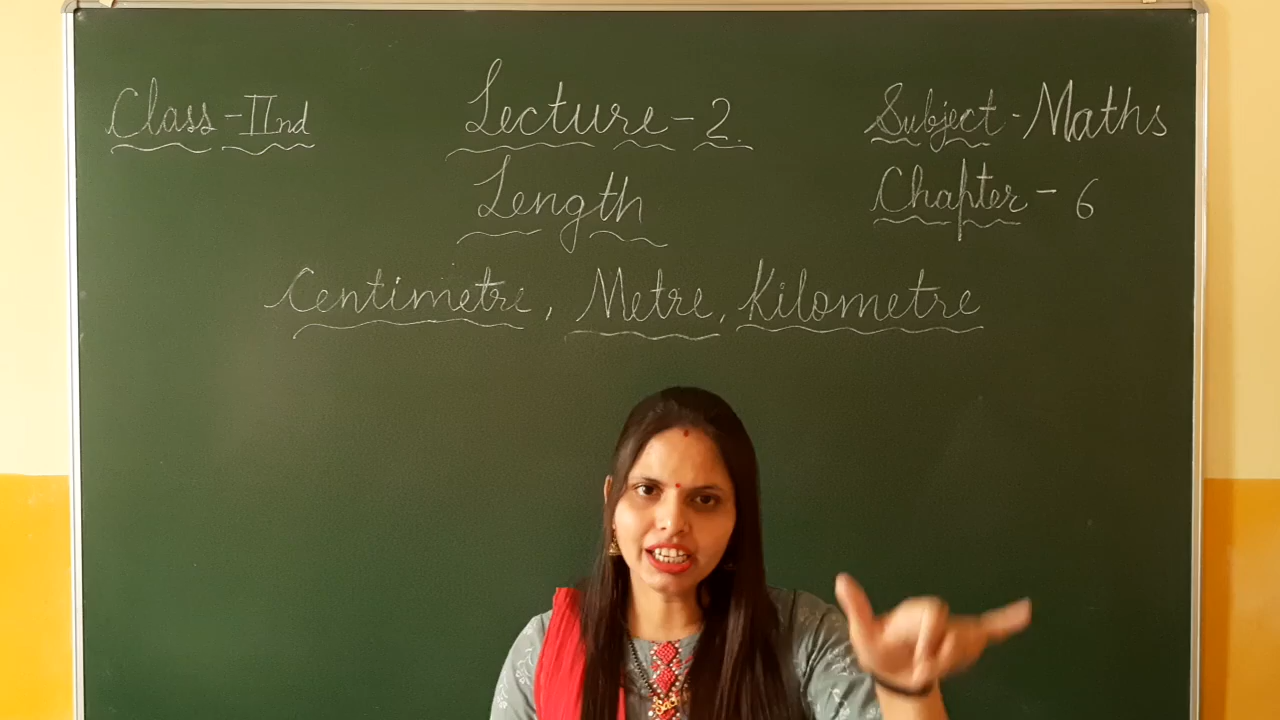 Class-IInd Lecture-2. Subject-Maths
Length Chapter-6
Centimetre, Metre, Kilometre